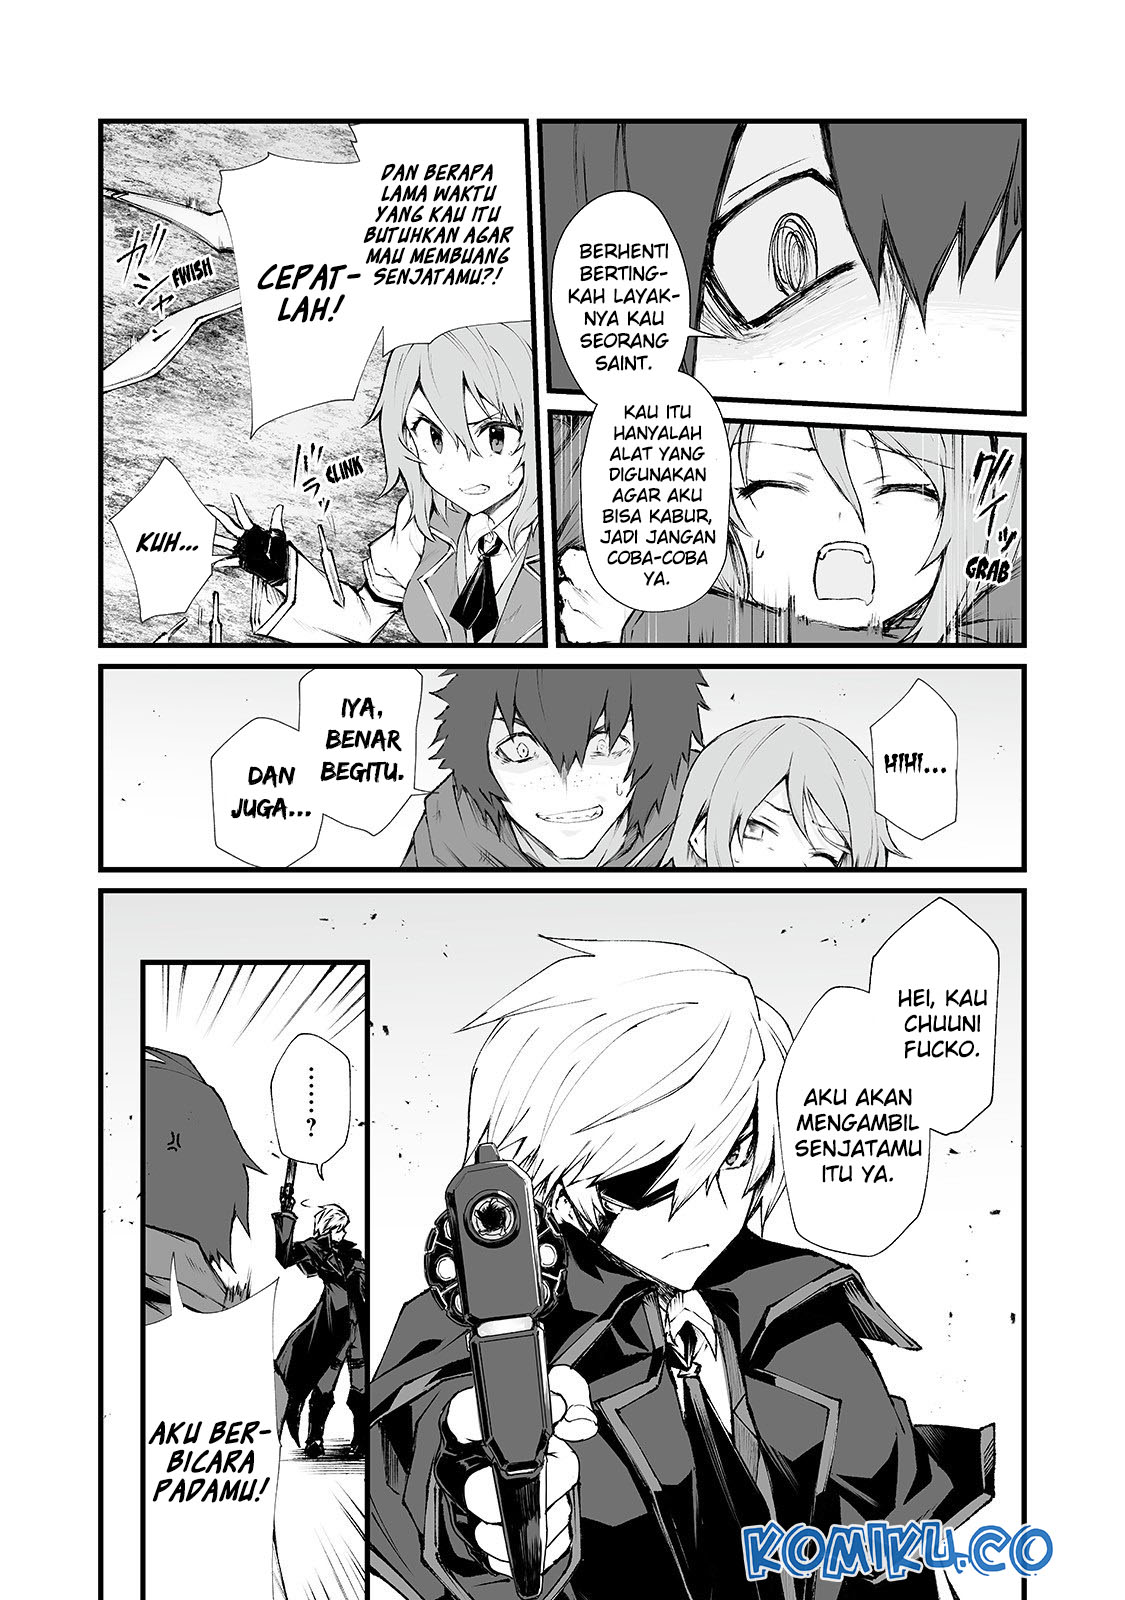 BERHENTI
BERTING-
KAH LAYAK-
NYA KAU
SEORANG
SAINT.
KAU ITU
HANYALAH
ALAT YANG
DIGUNAKAN
AGAR AKU
BISA KABUR,
JADI JANGAN
COBA-COBA
YA.
グイッ
GRAB
DAN BERAPA
LAMA WAKTU
YANG KAU ITU
BUTUHKAN AGAR
MAU MEMBUANG
SENJATAMU?!
CEPAT-
LAH!
FWISH
CLINK
KUH...
HIHI...
IYA,
BENAR
BEGITU.
DAN
JUGA...
HEI, KAU
CHUUNI
FUCKO.
AKU AKAN
MENGAMBIL
SENJATAMU
ITU YA.
......?
AKU BER-
BICARA
PADAMU!
KOMIKU.CO